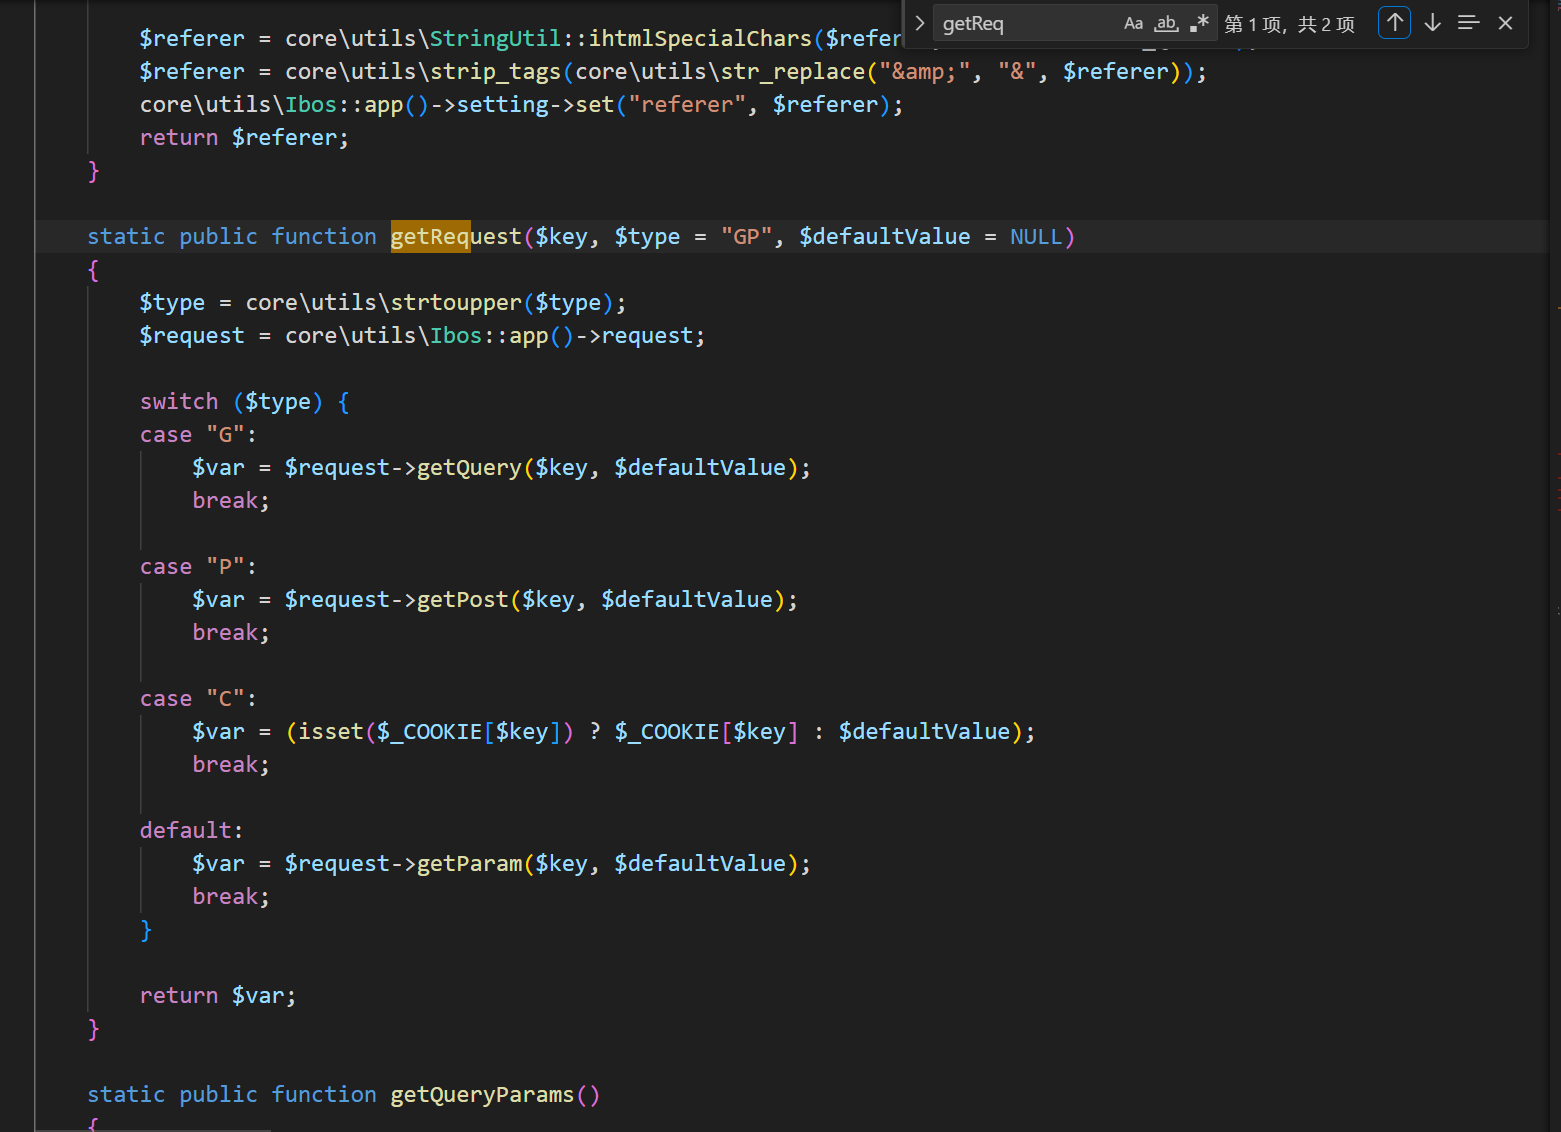 getReq Aa ab 第 1 项, 共 2 项
$referer = core\utils\StringUtil::ihtmlSpecialChars($refer
$referer = core\utils\strip_tags(core\utils\str_replace("&amp;", "&", $referer));
core\utils\Ibos::app()->setting->set("referer", $referer);
return $referer;
}
static public function getRequest($key, $type = "GP", $defaultValue = NULL)
{
$type = core\utils\strtoupper($type);
$request = core\utils\Ibos::app()->request;
switch ($type) {
case "G":
$var = $request->getQuery($key, $defaultValue);
break;
case "P":
$var = $request->getPost($key, $defaultValue);
break;
case "C":
$var = (isset($_COOKIE[$key]) ? $_COOKIE[$key] : $defaultValue);
break;
default:
$var = $request->getParam($key, $defaultValue);
break;
}
return $var;
}
static public function getQueryParams()
{